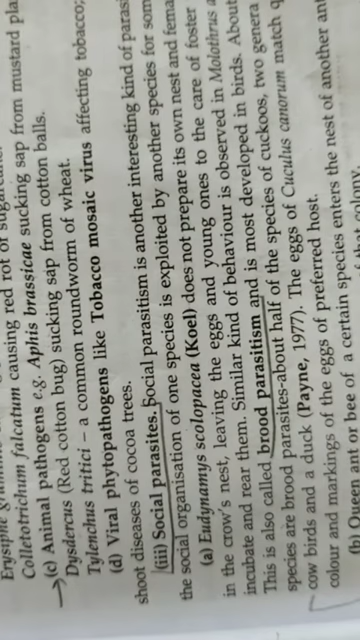 Erysiphe
Colletotrichum falcatum causing red rot of sugarcane.
(c) Animal pathogens e.g. Aphis brassicae sucking sap from mustard
Dysdercus (Red cotton bug) sucking sap from cotton balls.
Tylenchus tritici – a common roundworm of wheat.
(d) Viral phytopathogens like Tobacco mosaic virus affecting tobacco;
shoot diseases of cocoa trees.
(iii) Social parasites. Social parasitism is another interesting kind of
the social organisation of one species is exploited by another species for
(a) Eudynamys scolopacea (Koel) does not prepare its own nest and
in the crow's nest, leaving the eggs and young ones to the care of foster
incubate and rear them. Similar kind of behaviour is observed in Molothrus
This is also called brood parasitism and is most developed in birds. About
species are brood parasites-about half of the species of cuckoos, two genera
cow birds and a duck (Payne, 1977). The eggs of Cuculus canorum match
colour and markings of the eggs of preferred host.
(b) Queen ant or bee of a certain species enters the nest of another
colony.